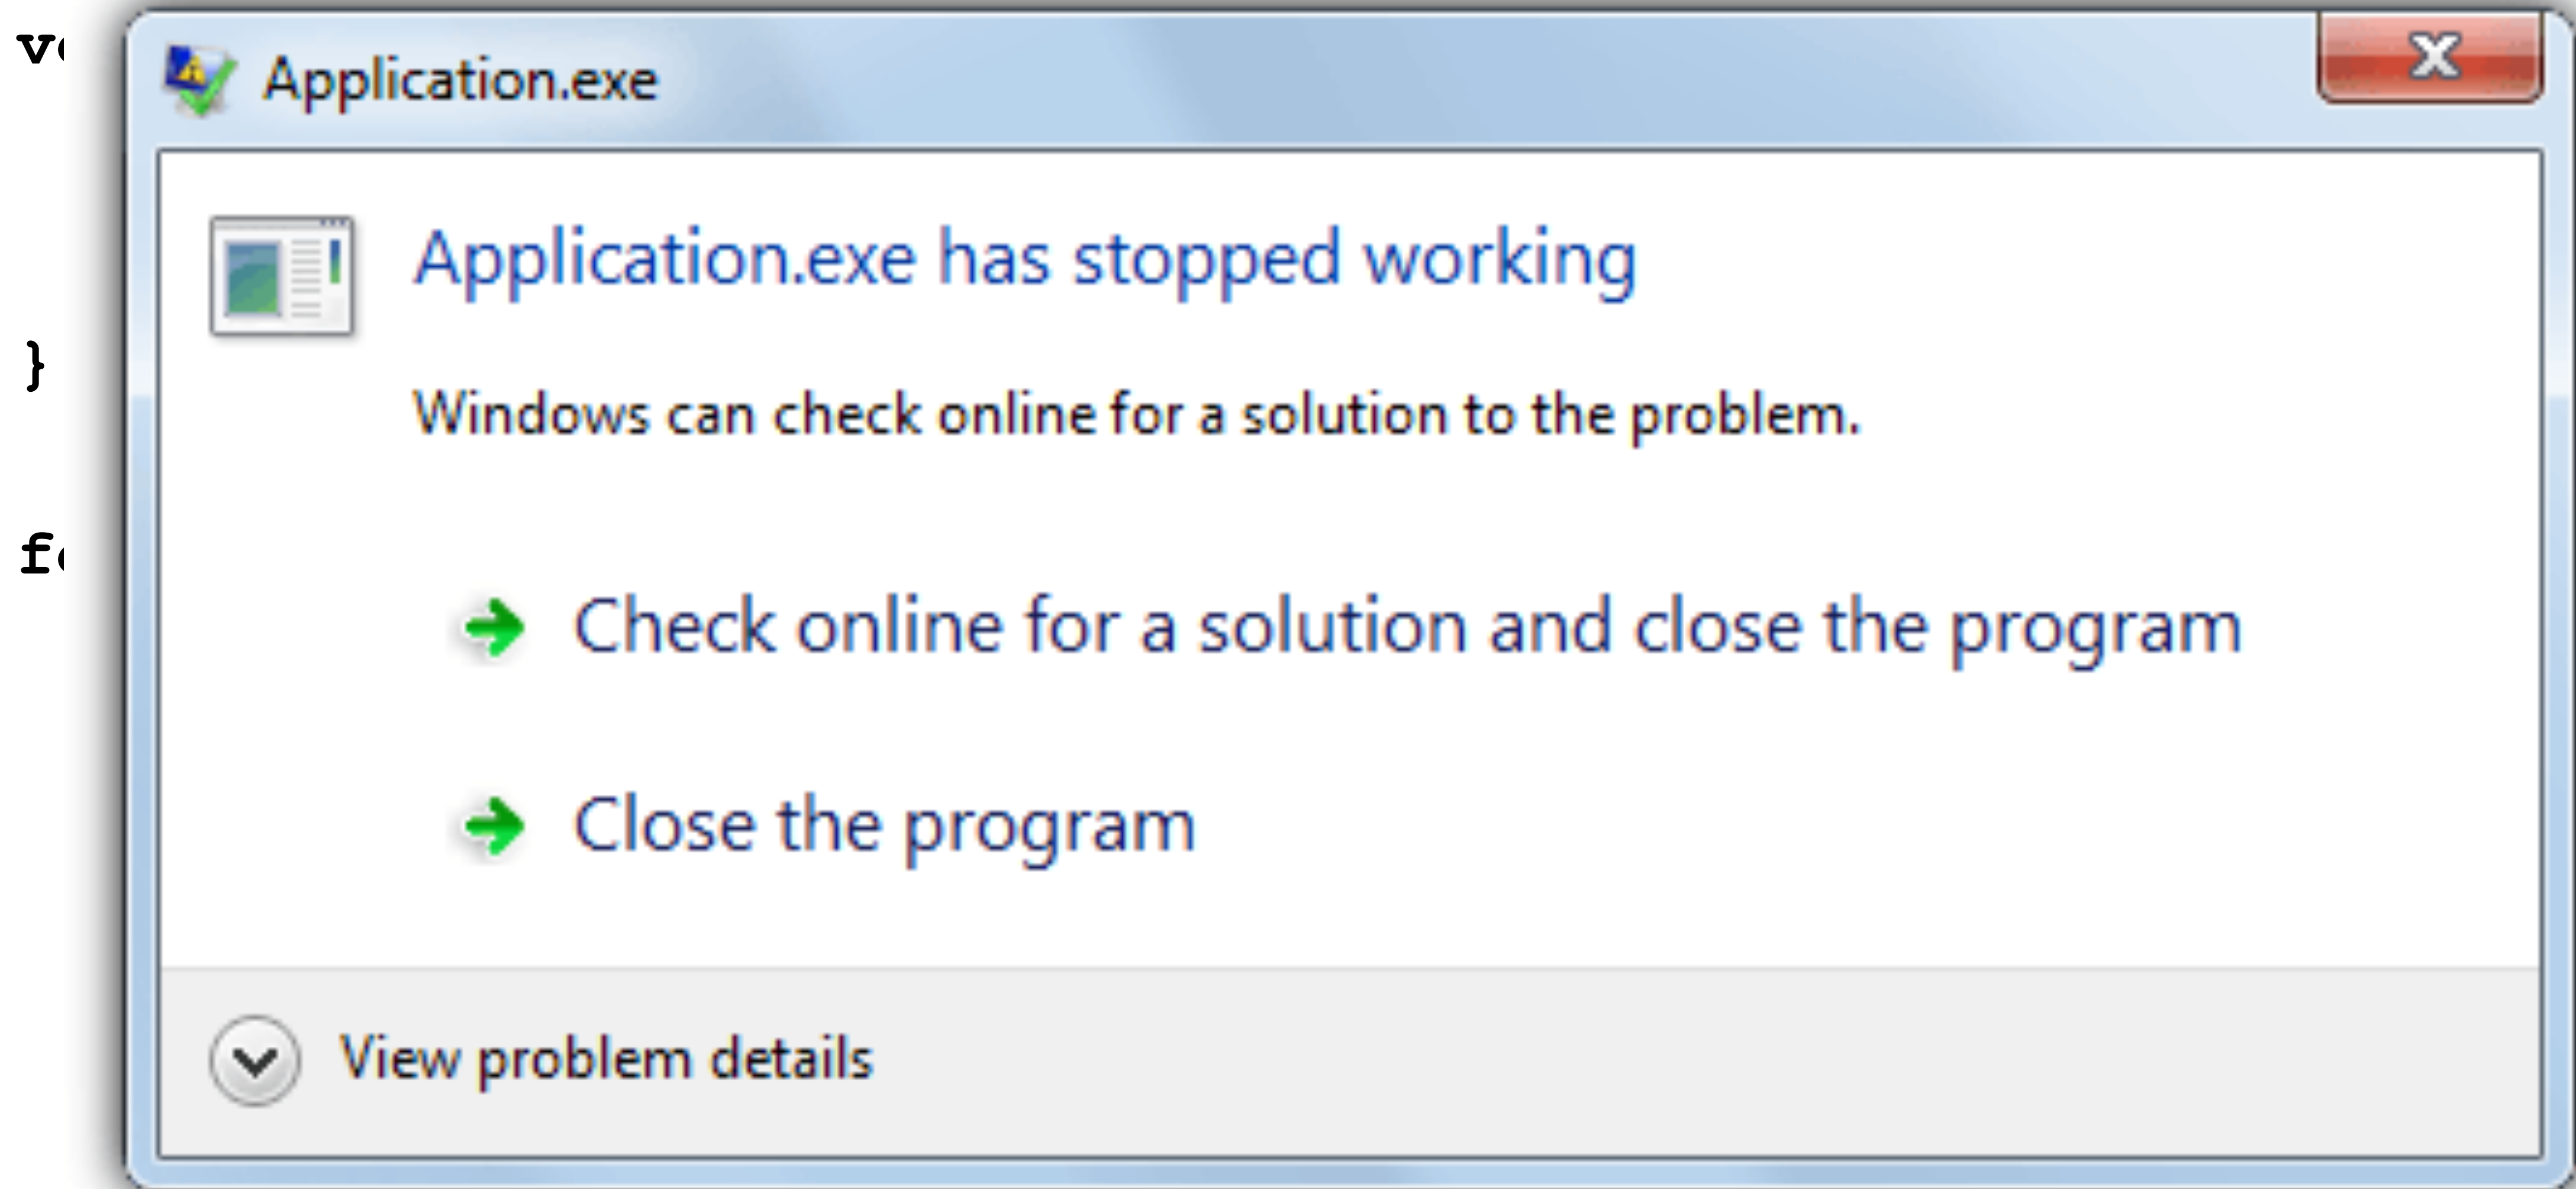 Application.exe
Application.exe has stopped working
}
Windows can check online for a solution to the problem.
Check online for a solution and close the program
Close the program
View problem details